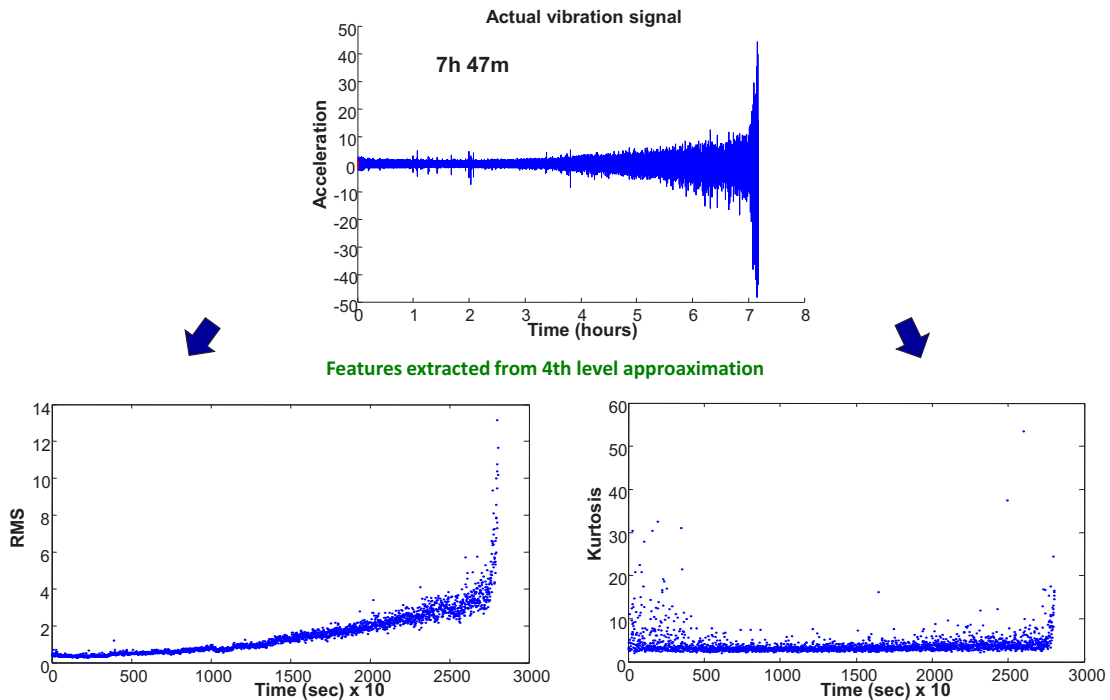 Actual vibration signal
50
40
30
20
10
0
-10
-20
-30
-40
-50
Acceleration
7h 47m
0 1 2 3 4 5 6 7 8
Time (hours)
Features extracted from 4th level approaximation
14
12
10
8
6
4
2
0
RMS
0 500 1000 1500 2000 2500 3000
Time (sec) x 10
60
50
40
30
20
10
0
Kurtosis
0 500 1000 1500 2000 2500 3000
Time (sec) x 10